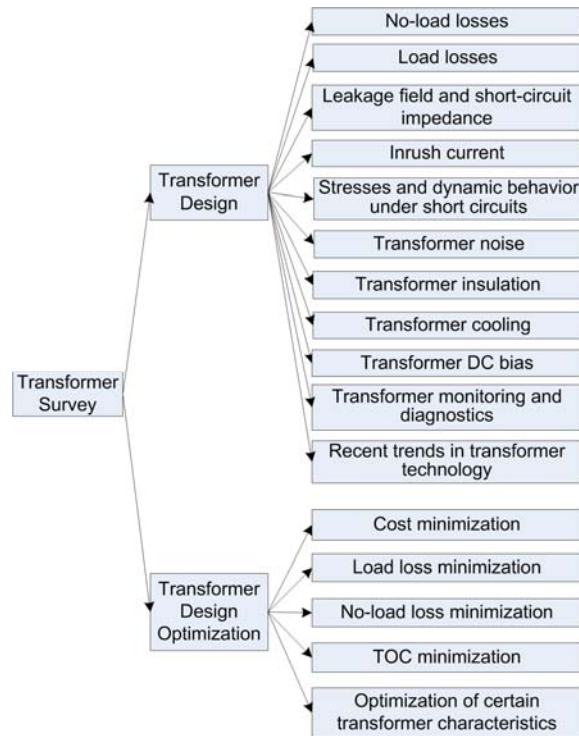 Transformer
Survey
Transformer
Design
No-load losses
Load losses
Leakage field and short-circuit
impedance
Inrush current
Stresses and dynamic behavior
under short circuits
Transformer noise
Transformer insulation
Transformer cooling
Transformer DC bias
Transformer monitoring and
diagnostics
Recent trends in transformer
technology
Transformer
Design
Optimization
Cost minimization
Load loss minimization
No-load loss minimization
TOC minimization
Optimization of certain
transformer characteristics